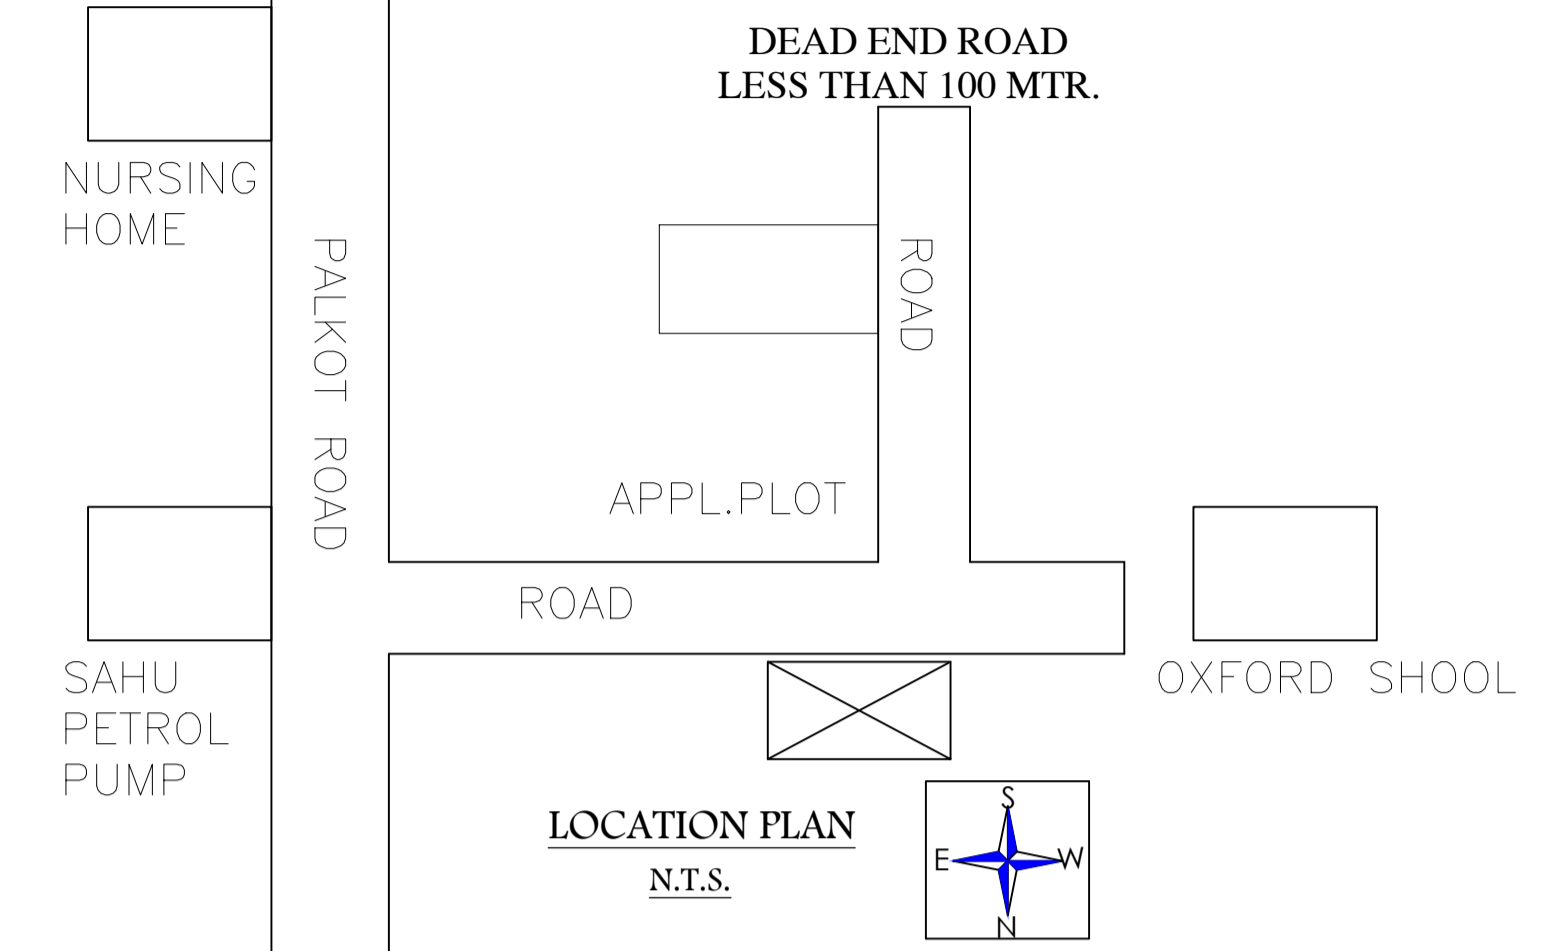 DEAD END ROAD
LESS THAN 100 MTR.
NURSING
HOME
PALKOT ROAD
ROAD
APPL.PLOT
ROAD
SAHU
PETROL
PUMP
OXFORD SHOOL
LOCATION PLAN
N.T.S.
S
E
W
N